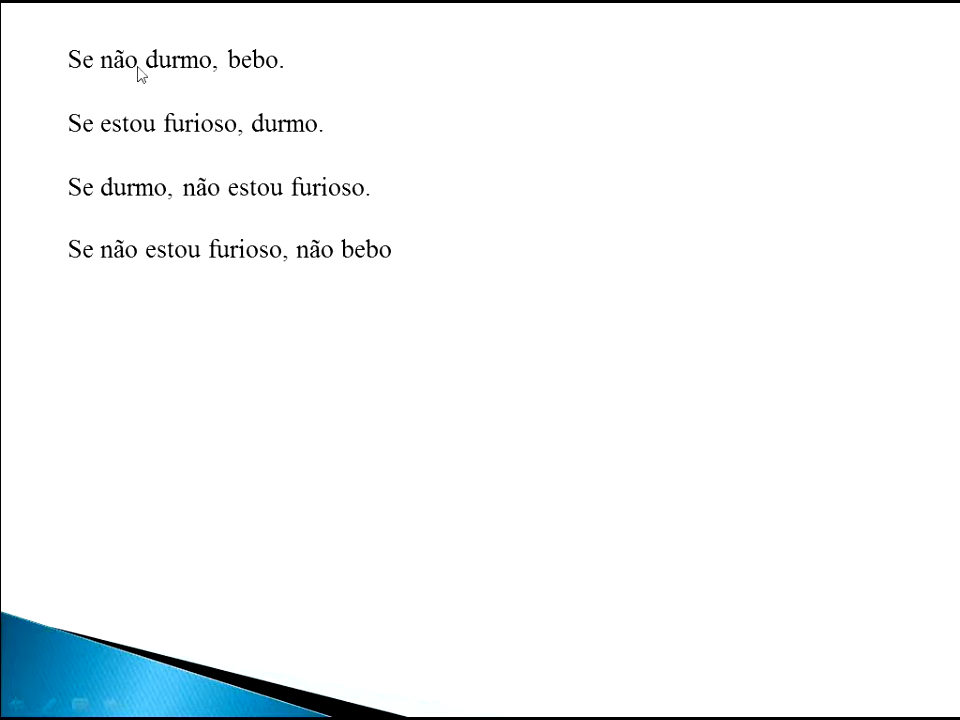 Se não durmo, bebo.
Se estou furioso, durmo.
Se durmo, não estou furioso.
Se não estou furioso, não bebo